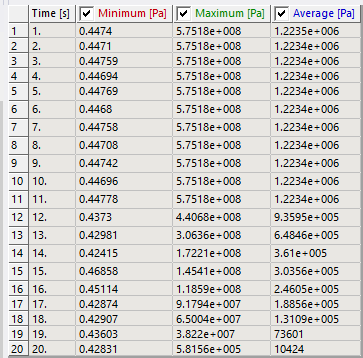 Time [s] Minimum [Pa] Maximum [Pa] Average [Pa]
1 1. 0.4474 5.7518e+008 1.2235e+006
2 2. 0.4471 5.7518e+008 1.2234e+006
3 3. 0.44759 5.7518e+008 1.2234e+006
4 4. 0.44694 5.7518e+008 1.2234e+006
5 5. 0.44769 5.7518e+008 1.2234e+006
6 6. 0.4468 5.7518e+008 1.2234e+006
7 7. 0.44758 5.7518e+008 1.2234e+006
8 8. 0.44708 5.7518e+008 1.2234e+006
9 9. 0.44742 5.7518e+008 1.2234e+006
10 10. 0.44696 5.7518e+008 1.2234e+006
11 11. 0.44778 5.7518e+008 1.2234e+006
12 12. 0.4373 4.4068e+008 9.3595e+005
13 13. 0.42981 3.0636e+008 6.4846e+005
14 14. 0.42415 1.7221e+008 3.61e+005
15 15. 0.46858 1.4541e+008 3.0356e+005
16 16. 0.45114 1.1859e+008 2.4605e+005
17 17. 0.42874 9.1794e+007 1.8856e+005
18 18. 0.42907 6.5004e+007 1.3109e+005
19 19. 0.43603 3.822e+007 73601
20 20. 0.42831 5.8156e+005 10424